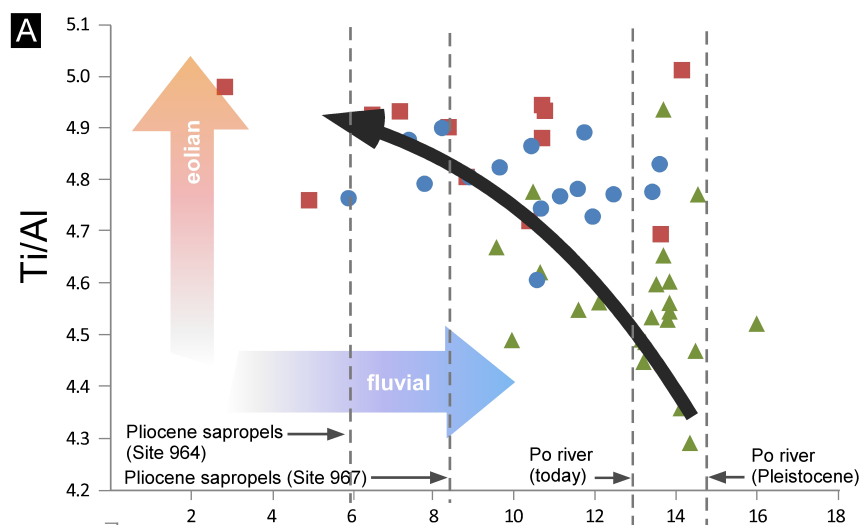 A
5.1
5.0
4.9
4.8
4.7
4.6
4.5
4.4
4.3
4.2
Ti/Al
eolian
fluvial
Pliocene sapropels
(Site 964)
Pliocene sapropels (Site 967)
Po river
(today)
Po river
(Pleistocene)
2 4 6 8 10 12 14 16 18